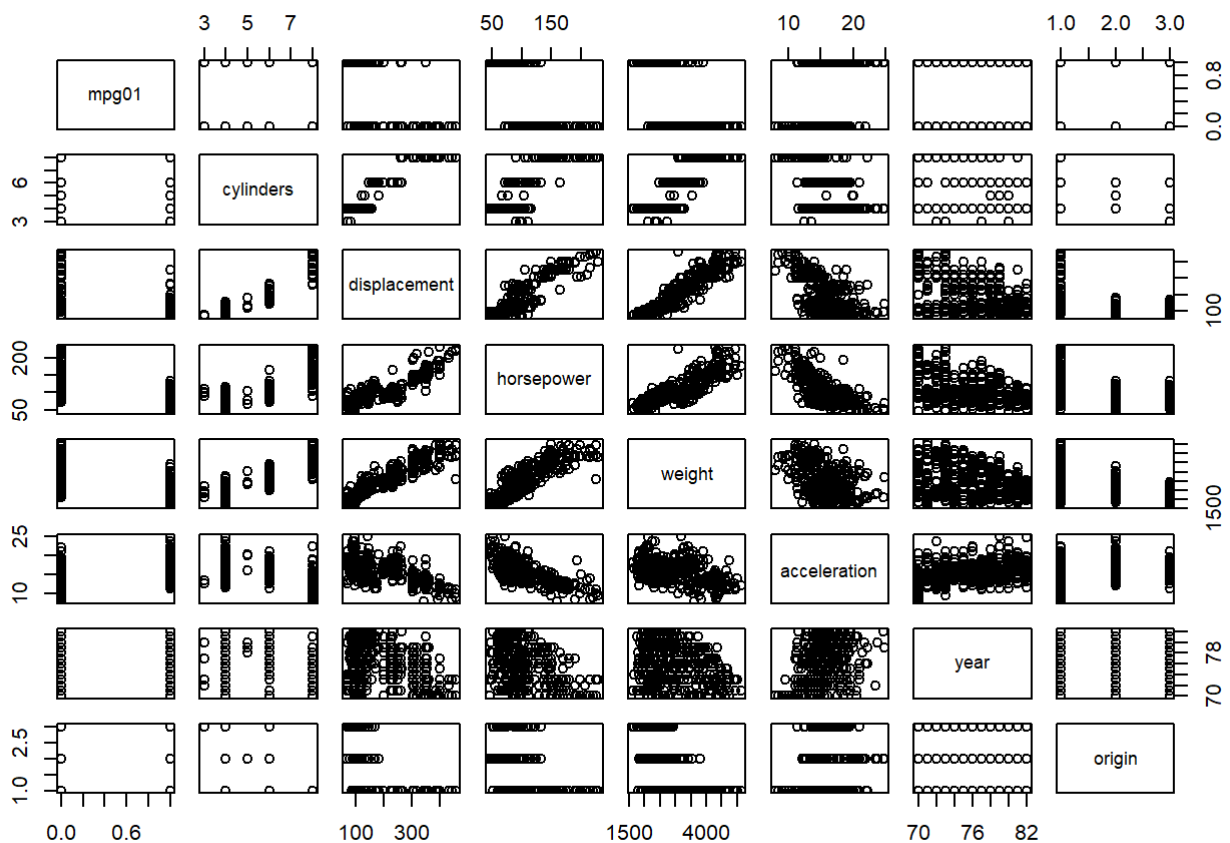 3 5 7
50 150
10 20
1.0 2.0 3.0
mpg01
0.0 0.8
3 6
cylinders
displacement
100
50 200
horsepower
weight
1500
10 25
acceleration
year
70 78
1.0 2.5
origin
0.0 0.6
100 300
1500 4000
70 76 82